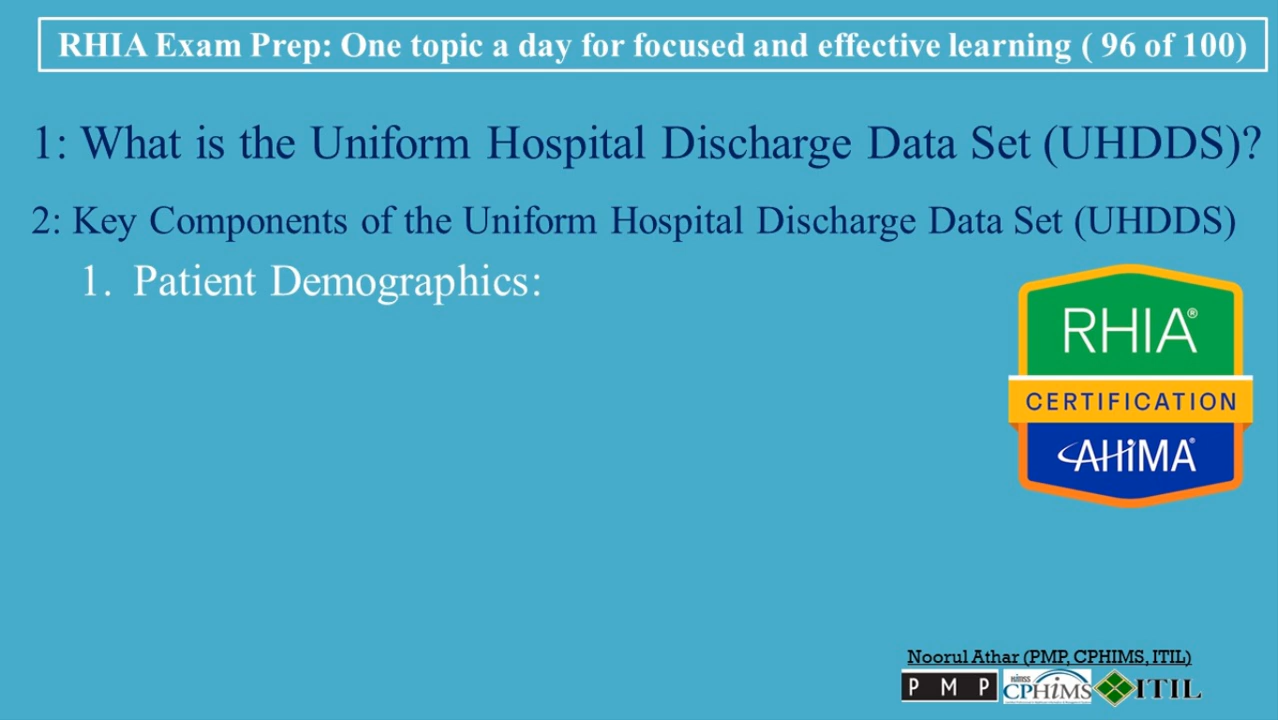 RHIA Exam Prep: One topic a day for focused and effective learning ( 96 of 100)
1: What is the Uniform Hospital Discharge Data Set (UHDDS)?
2: Key Components of the Uniform Hospital Discharge Data Set (UHDDS)
1. Patient Demographics:
RHIA®
CERTIFICATION
AHiMA®
Noorul Athar (PMP, CPHIMS, ITIL)
P M P
himss
CPHiMS
ITIL